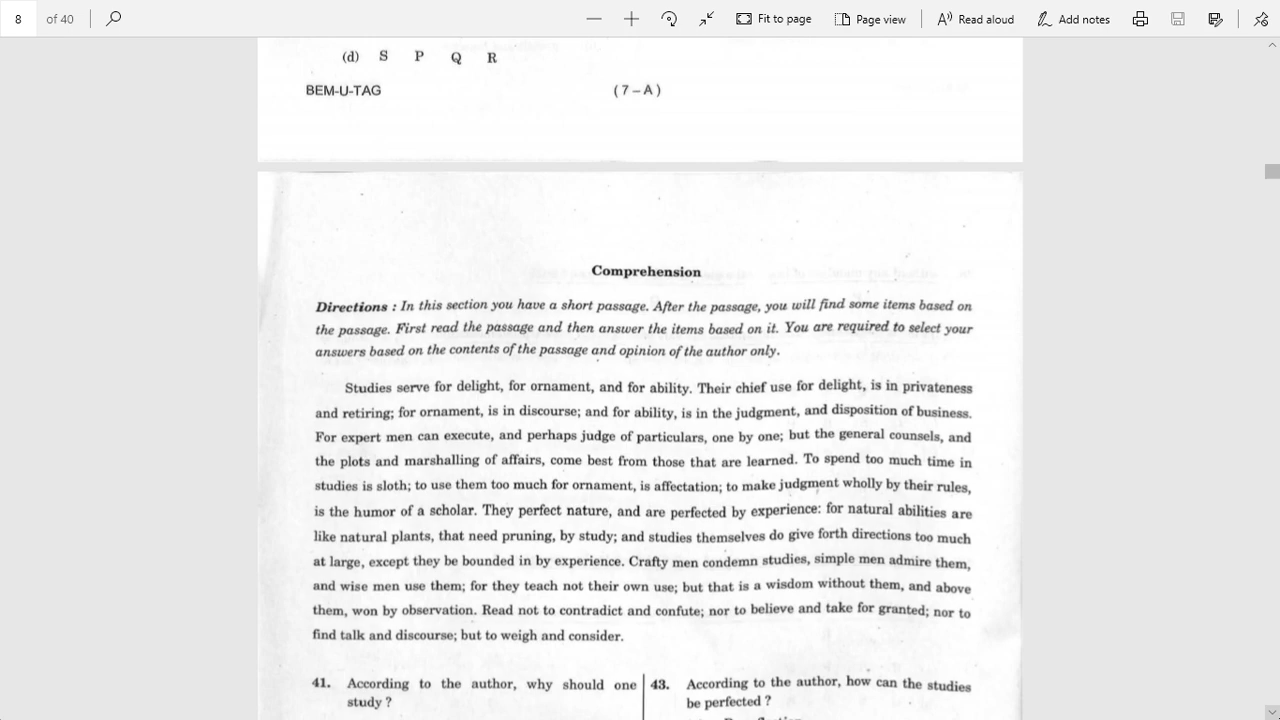 8 of 40 Fit to page Page view Read aloud Add notes
(d) S P Q R
BEM-U-TAG (7-A)
Comprehension
Directions : In this section you have a short passage. After the passage, you will find some items based on
the passage. First read the passage and then answer the items based on it. You are required to select your
answers based on the contents of the passage and opinion of the author only.
Studies serve for delight, for ornament, and for ability. Their chief use for delight, is in privateness
and retiring; for ornament, is in discourse; and for ability, is in the judgment, and disposition of business.
For expert men can execute, and perhaps judge of particulars, one by one; but the general counsels, and
the plots and marshalling of affairs, come best from those that are learned. To spend too much time in
studies is sloth; to use them too much for ornament, is affectation; to make judgment wholly by their rules,
is the humor of a scholar. They perfect nature, and are perfected by experience: for natural abilities are
like natural plants, that need pruning, by study; and studies themselves do give forth directions too much
at large, except they be bounded in by experience. Crafty men condemn studies, simple men admire them,
and wise men use them; for they teach not their own use; but that is a wisdom without them, and above
them, won by observation. Read not to contradict and confute; nor to believe and take for granted; nor to
find talk and discourse; but to weigh and consider.
41. According to the author, why should one
study ?
43. According to the author, how can the studies
be perfected ?